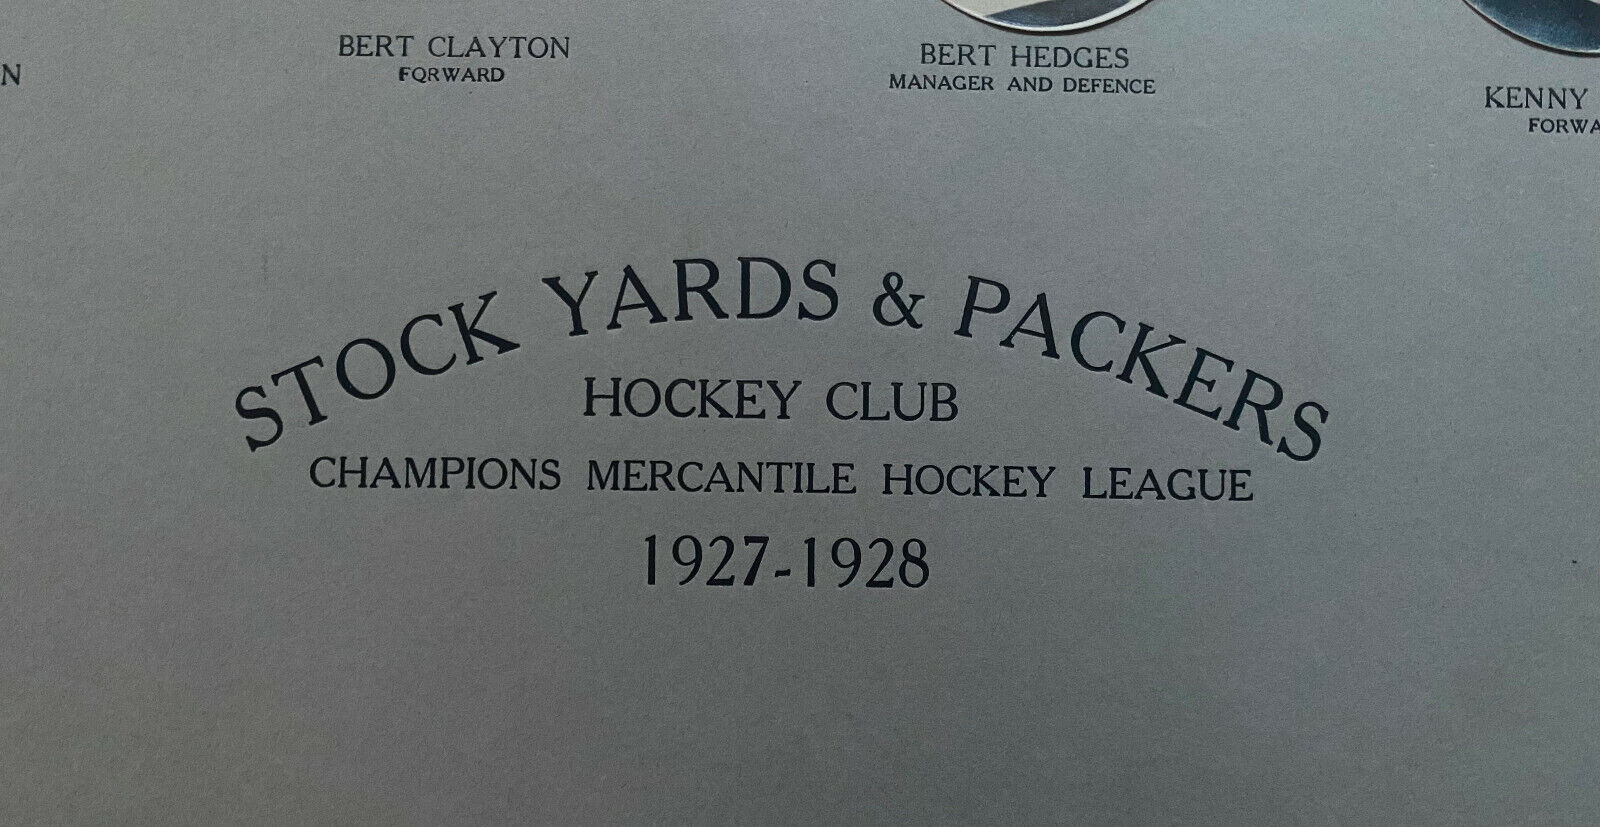 N
BERT CLAYTON
FORWARD
BERT HEDGES
MANAGER AND DEFENCE
KENNY
FORWA
STOCK YARDS & PACKERS
HOCKEY CLUB
CHAMPIONS MERCANTILE HOCKEY LEAGUE
1927-1928